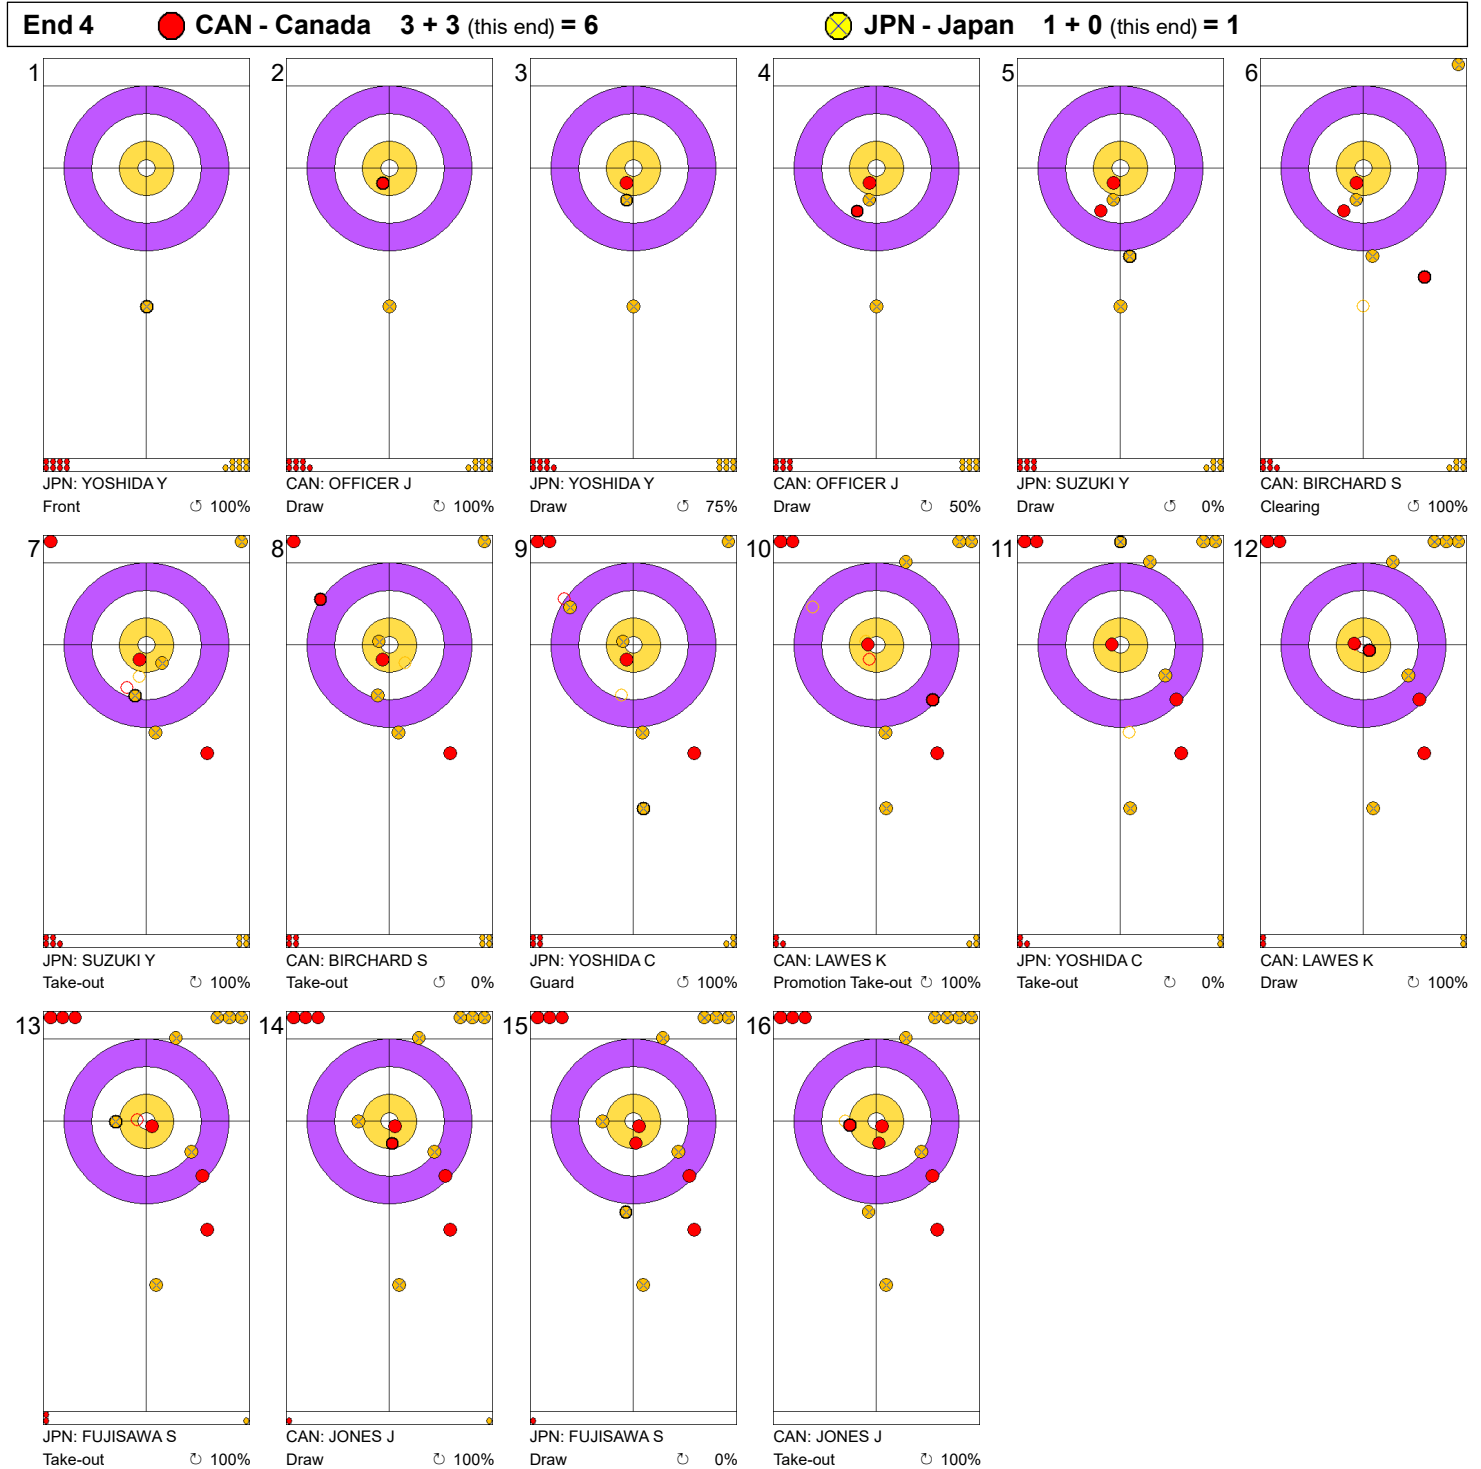 End 4 CAN - Canada 3 + 3 (this end) = 6 JPN - Japan 1 + 0 (this end) = 1
1 2 3 4 5 6
JPN: YOSHIDA Y CAN: OFFICER J JPN: YOSHIDA Y CAN: OFFICER J JPN: SUZUKI Y CAN: BIRCHARD S
Front ↺ 100% Draw ↻ 100% Draw ↺ 75% Draw ↻ 50% Draw ↺ 0% Clearing ↺ 100%
7 8 9 10 11 12
JPN: SUZUKI Y CAN: BIRCHARD S JPN: YOSHIDA C CAN: LAWES K JPN: YOSHIDA C CAN: LAWES K
Take-out ↻ 100% Take-out ↺ 0% Guard ↺ 100% Promotion Take-out ↻ 100% Take-out ↻ 0% Draw ↻ 100%
13 14 15 16
JPN: FUJISAWA S CAN: JONES J JPN: FUJISAWA S CAN: JONES J
Take-out ↻ 100% Draw ↻ 100% Draw ↻ 0% Take-out ↻ 100%